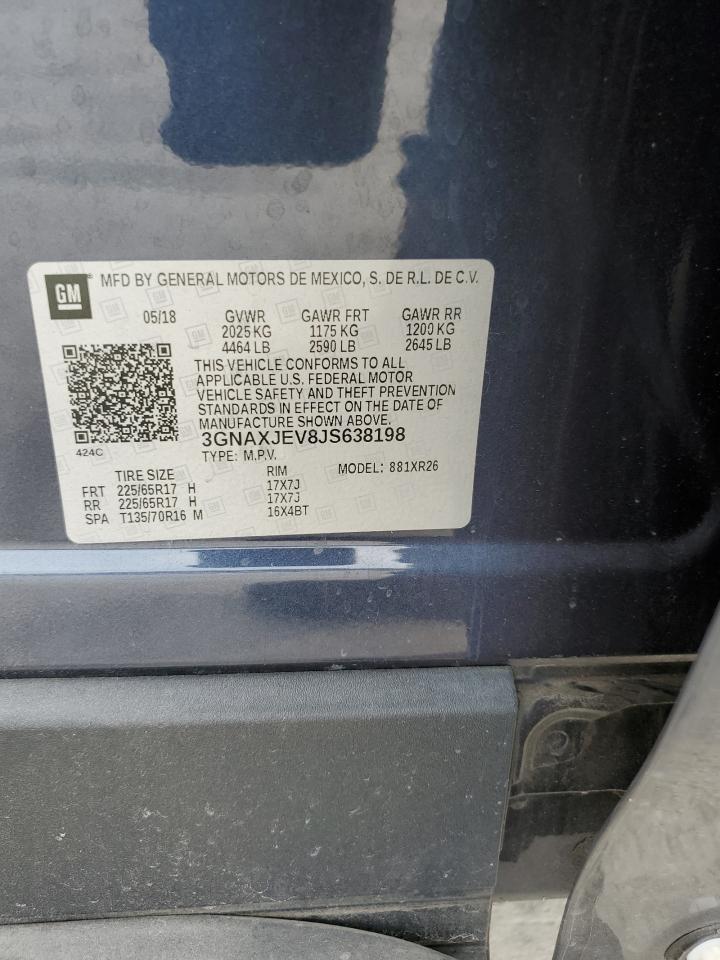 GM ® MFD BY GENERAL MOTORS DE MEXICO, S. DE R.L. DE C.V.
05/18 GVWR GAWR FRT GAWR RR
2025 KG 1175 KG 1200 KG
4464 LB 2590 LB 2645 LB
THIS VEHICLE CONFORMS TO ALL
APPLICABLE U.S. FEDERAL MOTOR
VEHICLE SAFETY AND THEFT PREVENTION
STANDARDS IN EFFECT ON THE DATE OF
MANUFACTURE SHOWN ABOVE.
3GNAXJEV8JS638198
424C TYPE: M.P.V. MODEL: 881XR26
TIRE SIZE RIM
FRT 225/65R17 H 17X7J
RR 225/65R17 H 17X7J
SPA T135/70R16 M 16X4BT